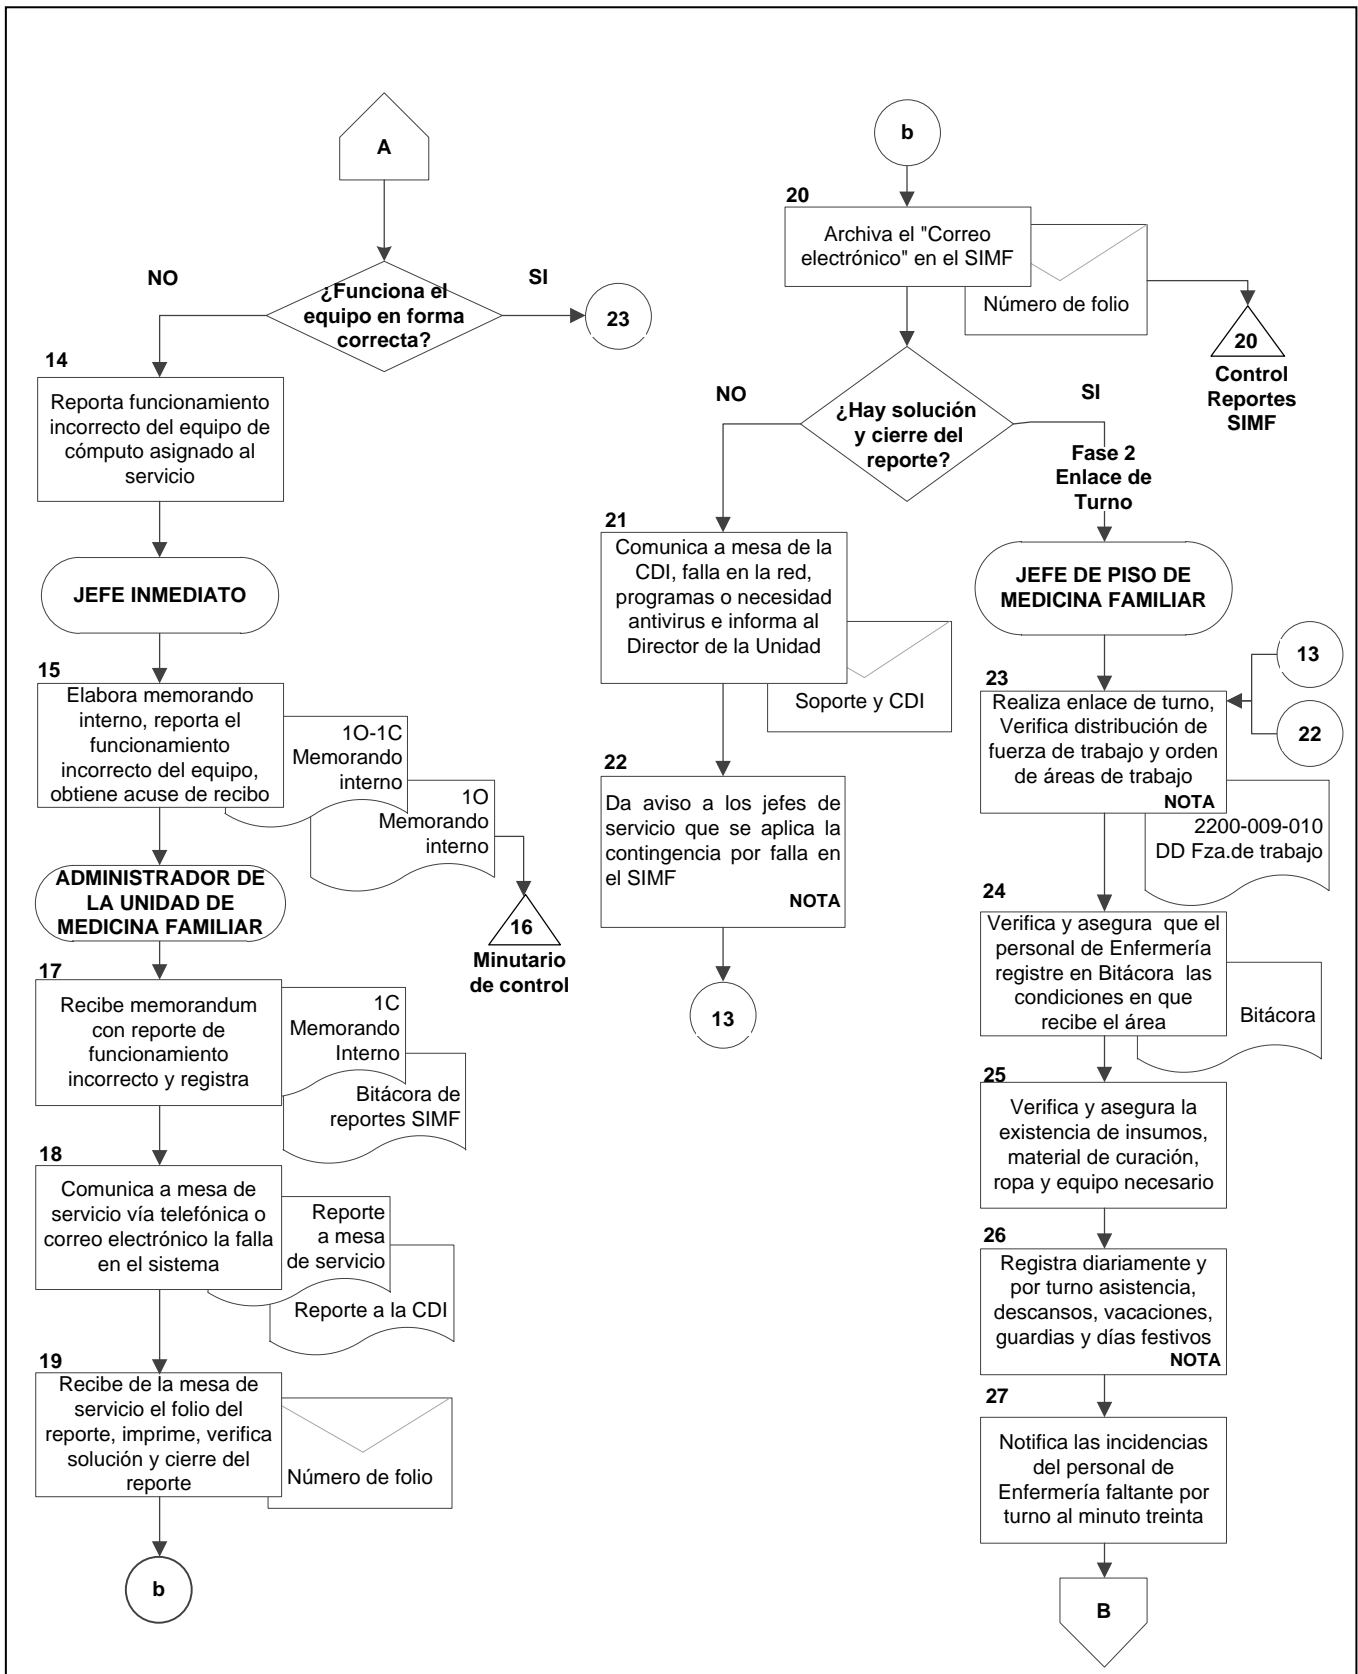 A
¿Funciona el
equipo en forma
correcta?
NO
SI
23
14
Reporta funcionamiento
incorrecto del equipo de
cómputo asignado al
servicio
JEFE INMEDIATO
15
Elabora memorando
interno, reporta el
funcionamiento
incorrecto del equipo,
obtiene acuse de recibo
1O-1C
Memorando
interno
1O
Memorando
interno
16
Minutario
de control
ADMINISTRADOR DE
LA UNIDAD DE
MEDICINA FAMILIAR
17
Recibe memorandum
con reporte de
funcionamiento
incorrecto y registra
1C
Memorando
Interno
Bitácora de
reportes SIMF
18
Comunica a mesa de
servicio vía telefónica o
correo electrónico la falla
en el sistema
Reporte
a mesa
de servicio
Reporte a la CDI
19
Recibe de la mesa de
servicio el folio del
reporte, imprime, verifica
solución y cierre del
reporte
Número de folio
b
b
20
Archiva el "Correo
electrónico" en el SIMF
Número de folio
20
Control
Reportes
SIMF
¿Hay solución
y cierre del
reporte?
NO
SI
21
Comunica a mesa de la
CDI, falla en la red,
programas o necesidad
antivirus e informa al
Director de la Unidad
Soporte y CDI
22
Da aviso a los jefes de
servicio que se aplica la
contingencia por falla en
el SIMF
NOTA
13
Fase 2
Enlace de
Turno
JEFE DE PISO DE
MEDICINA FAMILIAR
13
22
23
Realiza enlace de turno,
Verifica distribución de
fuerza de trabajo y orden
de áreas de trabajo
NOTA
2200-009-010
DD Fza.de trabajo
24
Verifica y asegura que el
personal de Enfermería
registre en Bitácora las
condiciones en que
recibe el área
Bitácora
25
Verifica y asegura la
existencia de insumos,
material de curación,
ropa y equipo necesario
26
Registra diariamente y
por turno asistencia,
descansos, vacaciones,
guardias y días festivos
NOTA
27
Notifica las incidencias
del personal de
Enfermería faltante por
turno al minuto treinta
B